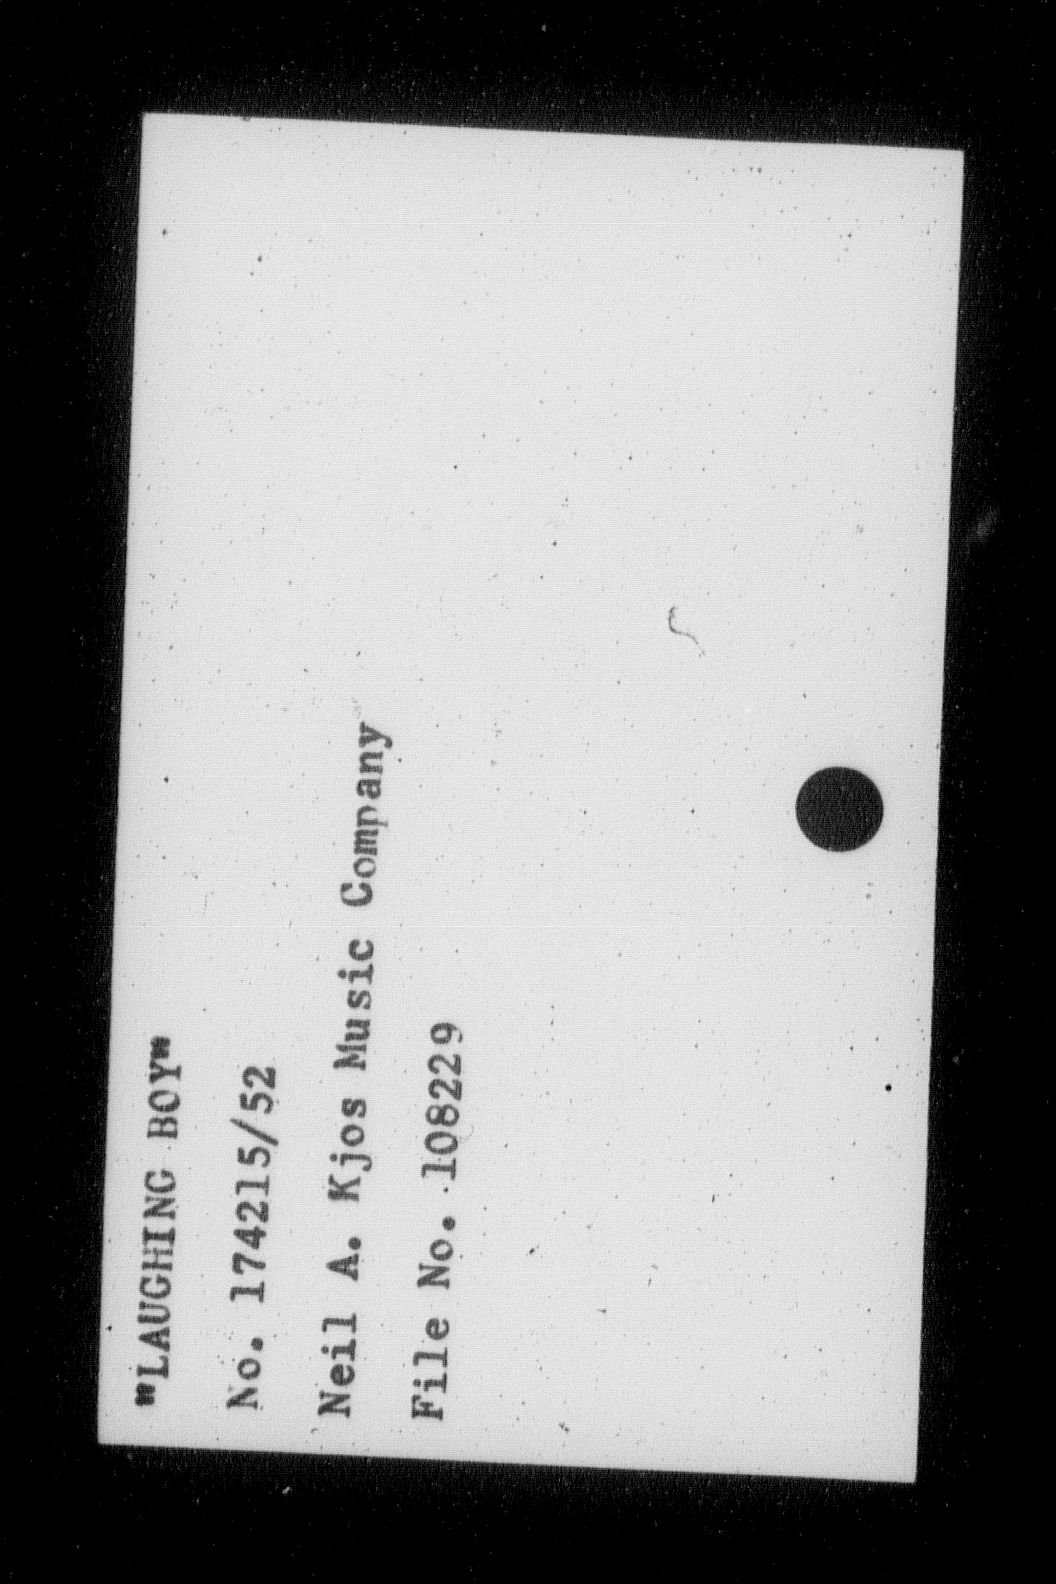 "LAUGHING BOY"
No. 174215/52
Neil A. Kjos Music Company
File No. 108229